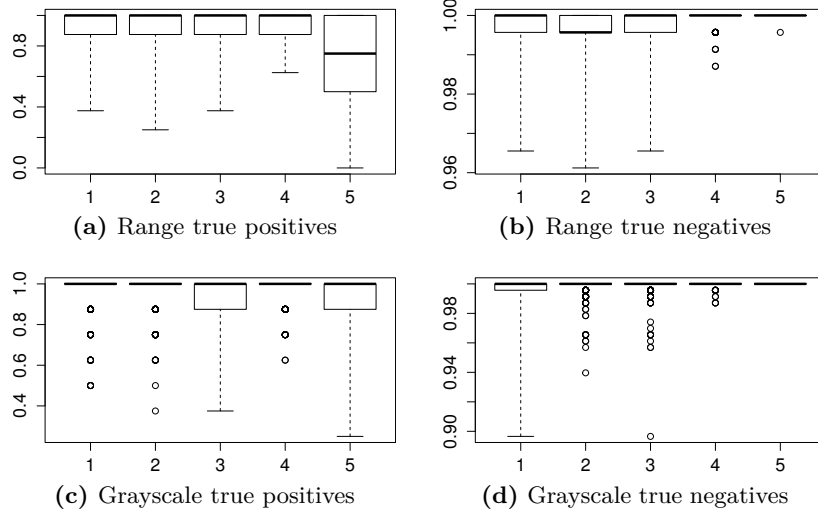 0.0 0.4 0.8
1 2 3 4 5
(a) Range true positives
0.96 0.98 1.00
1 2 3 4 5
(b) Range true negatives
0.4 0.6 0.8 1.0
1 2 3 4 5
(c) Grayscale true positives
0.90 0.94 0.98
1 2 3 4 5
(d) Grayscale true negatives